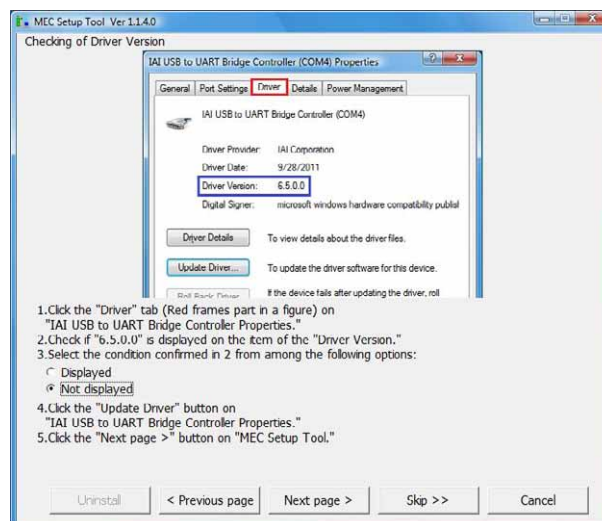 MEC Setup Tool Ver 1.1.4.0
Checking of Driver Version
IAI USB to UART Bridge Controller (COM4) Properties
General Port Settings Driver Details Power Management
IAI USB to UART Bridge Controller (COM4)
Driver Provider: IAI Corporation
Driver Date: 9/28/2011
Driver Version: 6.5.0.0
Digital Signer: microsoft windows hardware compatibility publisl
Driver Details To view details about the driver files.
Update Driver... To update the driver software for this device.
Roll Back Driver If the device fails after updating the driver, roll
1.Click the "Driver" tab (Red frames part in a figure) on
"IAI USB to UART Bridge Controller Properties."
2.Check if "6.5.0.0" is displayed on the item of the "Driver Version."
3.Select the condition confirmed in 2 from among the following options:
Displayed
Not displayed
4.Click the "Update Driver" button on
"IAI USB to UART Bridge Controller Properties."
5.Click the "Next page >" button on "MEC Setup Tool."
Uninstall < Previous page Next page > Skip >> Cancel